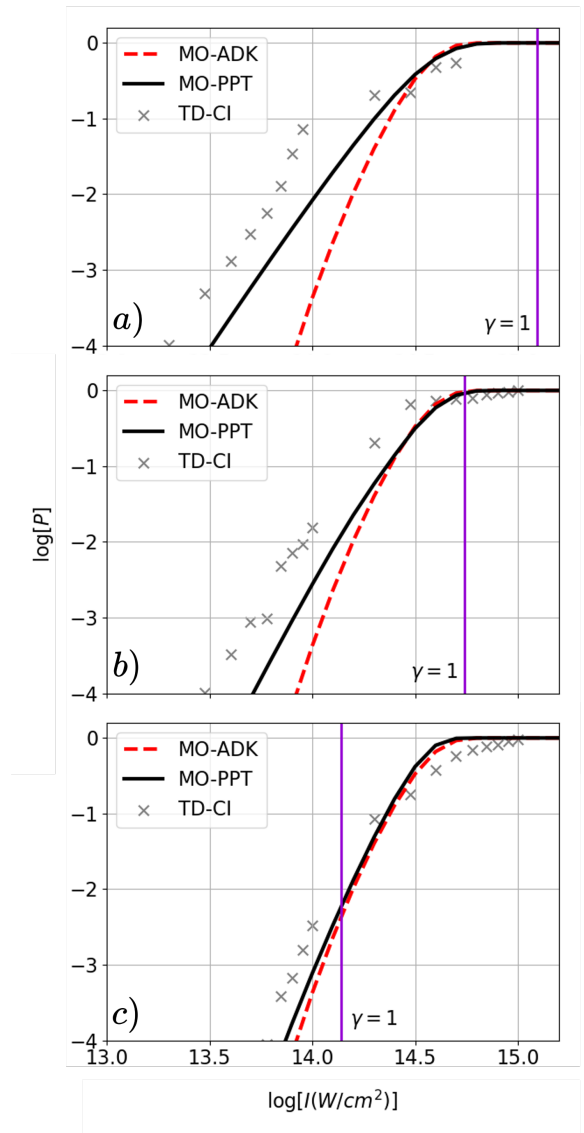 0
−1
−2
−3
−4
MO-ADK
MO-PPT
TD-CI
a)
γ = 1
0
−1
−2
−3
−4
MO-ADK
MO-PPT
TD-CI
b)
γ = 1
log[P]
0
−1
−2
−3
−4
MO-ADK
MO-PPT
TD-CI
c)
γ = 1
13.0 13.5 14.0 14.5 15.0
log[I(W/cm²)]